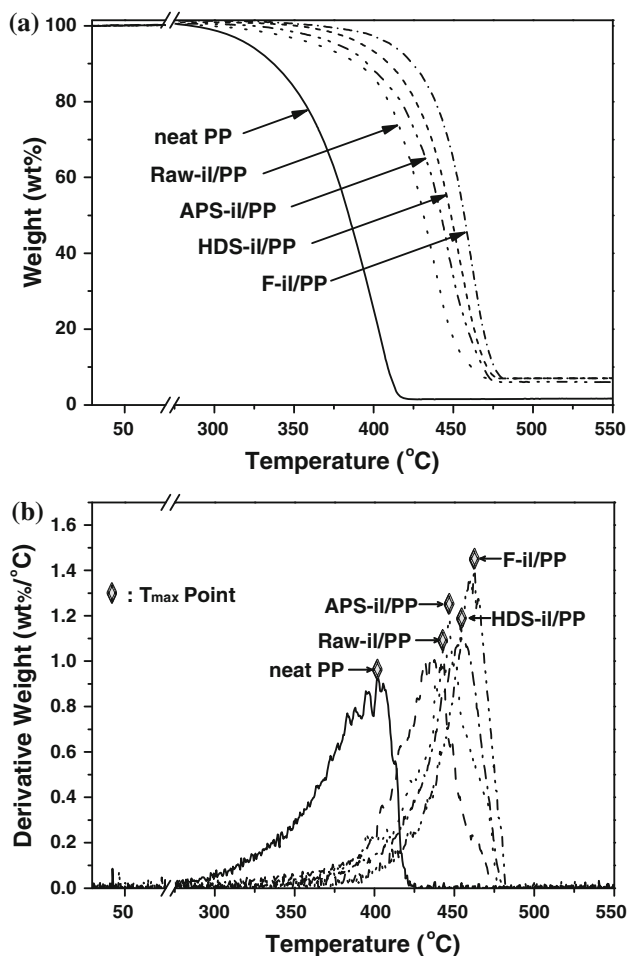 (a)
100
80
60
40
20
0
Weight (wt%)
neat PP
Raw-il/PP
APS-il/PP
HDS-il/PP
F-il/PP
50 300 350 400 450 500 550
Temperature (°C)
(b)
1.6
1.4
1.2
1.0
0.8
0.6
0.4
0.2
0.0
Derivative Weight (wt%/°C)
: Tmax Point
F-il/PP
APS-il/PP
HDS-il/PP
Raw-il/PP
neat PP
50 300 350 400 450 500 550
Temperature (°C)